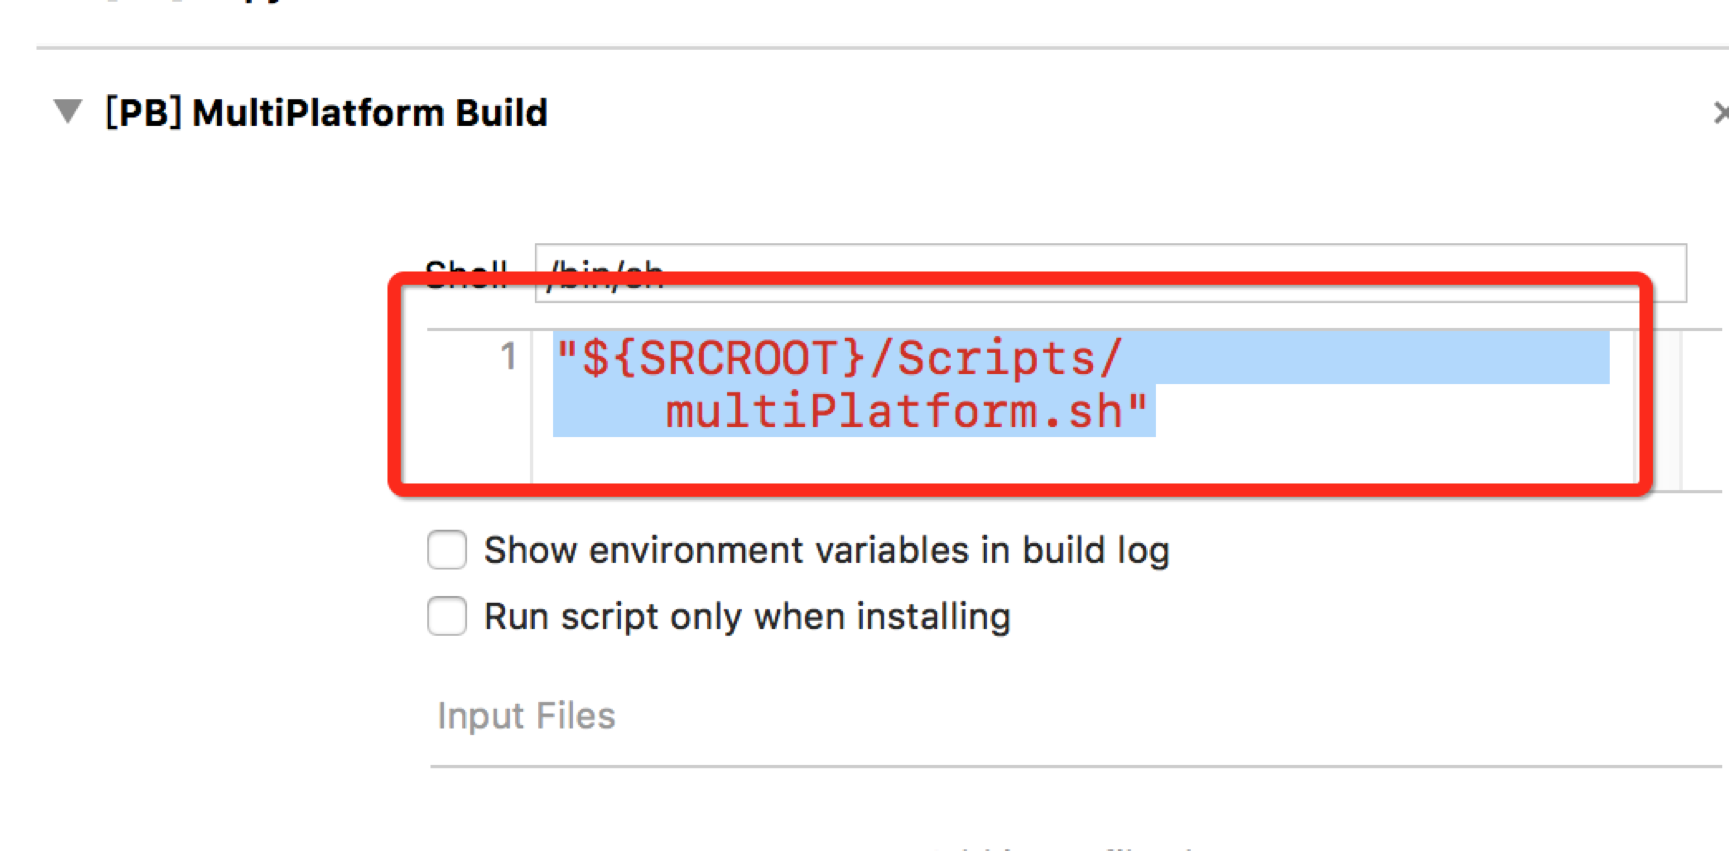 [PB] MultiPlatform Build
Shell /bin/sh
1 "${SRCROOT}/Scripts/
multiPlatform.sh"
Show environment variables in build log
Run script only when installing
Input Files